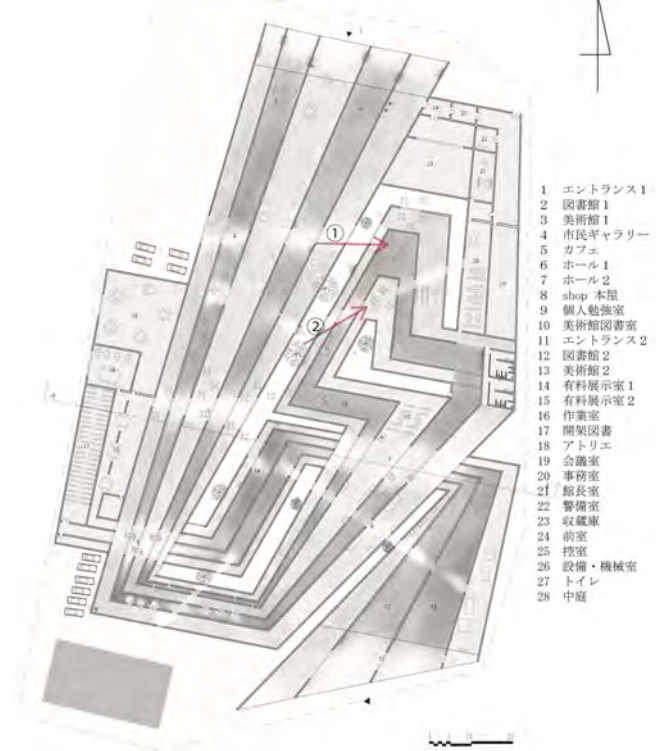 ①
②
1 エントランス1
2 図書館1
3 美術館1
4 市民ギャラリー
5 カフェ
6 ホール1
7 ホール2
8 shop 本屋
9 個人勉強室
10 美術館図書室
11 エントランス2
12 図書館2
13 美術館2
14 有料展示室1
15 有料展示室2
16 作業室
17 開架図書
18 アトリエ
19 会議室
20 事務室
21 館長室
22 警備室
23 収蔵庫
24 前室
25 控室
26 設備・機械室
27 トイレ
28 中庭